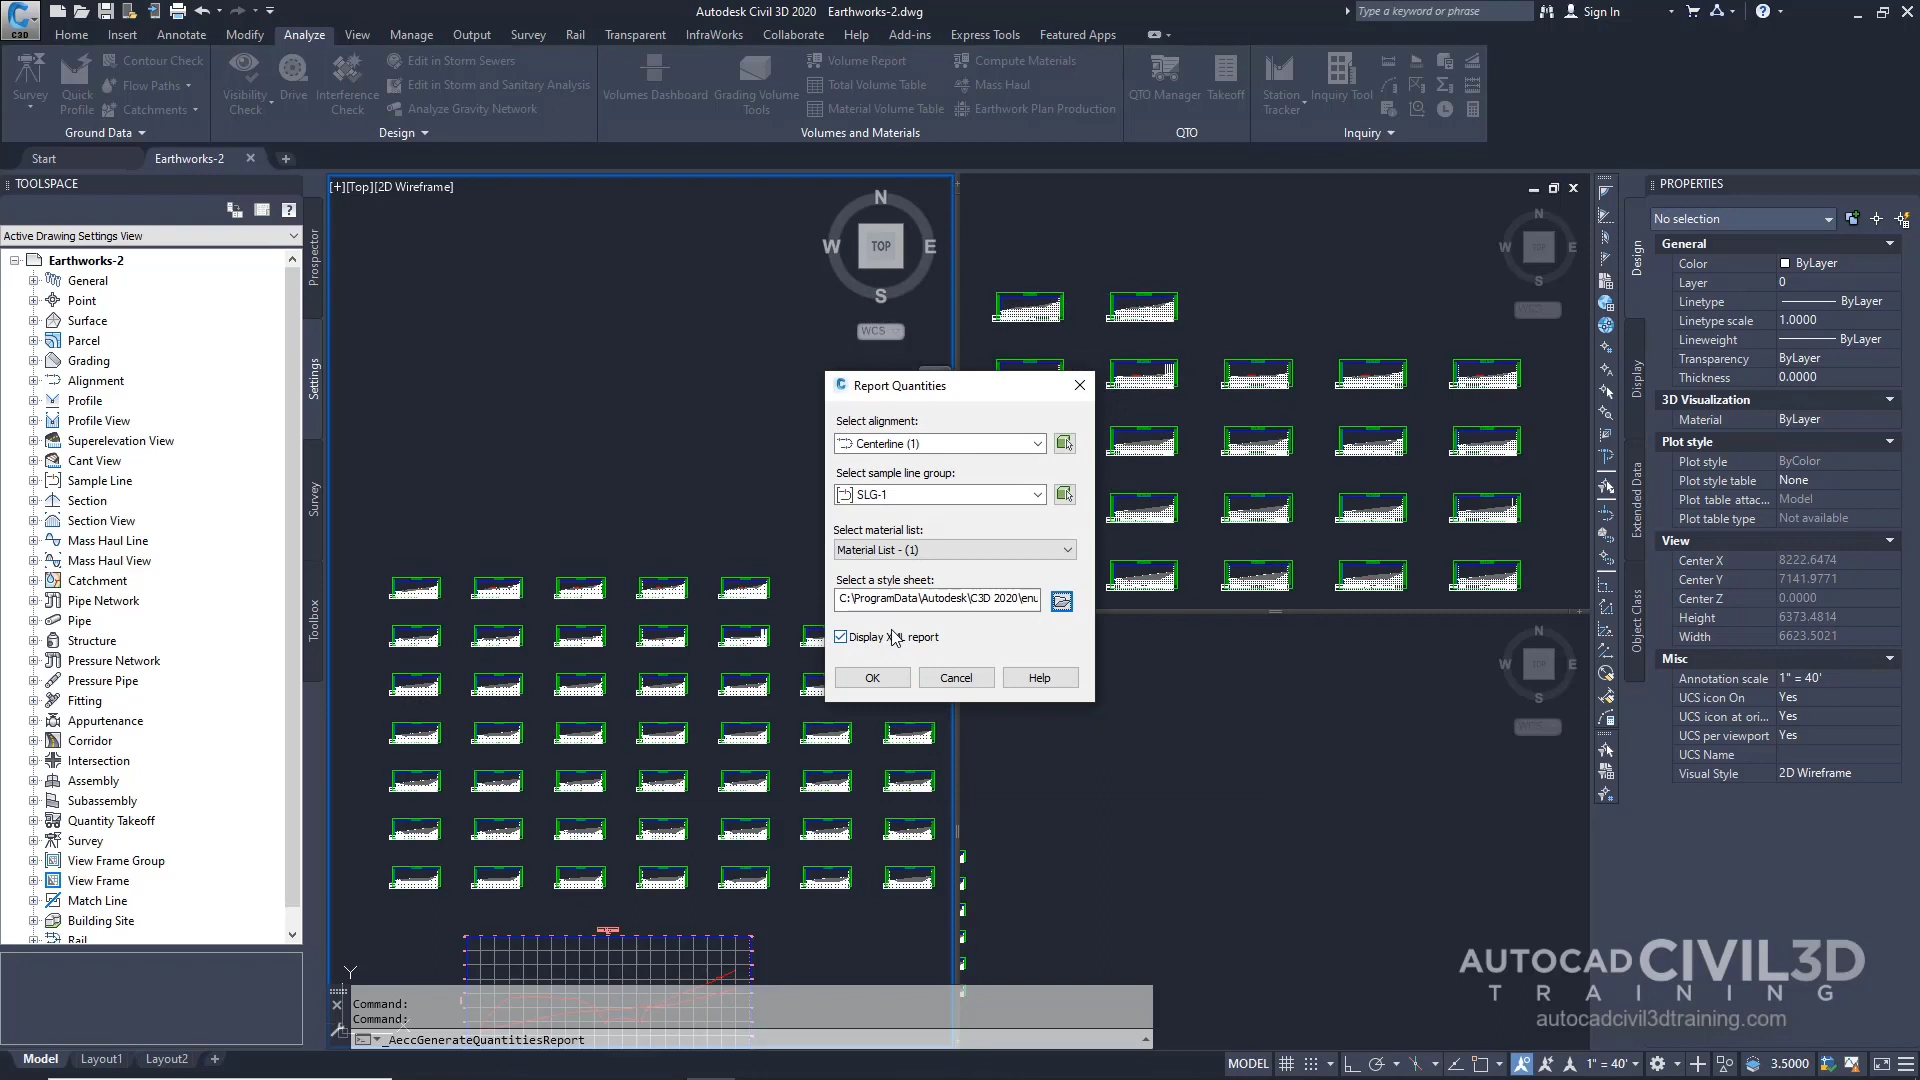 Autodesk Civil 3D 2020 Earthworks-2.dwg
Type a keyword or phrase
Sign In
C3D
Home Insert Annotate Modify Analyze View Manage Output Survey Rail Transparent InfraWorks Collaborate Help Add-ins Express Tools Featured Apps
Survey
Quick Profile
Contour Check
Flow Paths
Catchments
Ground Data
Visibility Check
Drive
Interference Check
Edit in Storm Sewers
Edit in Storm and Sanitary Analysis
Analyze Gravity Network
Design
Volumes Dashboard
Grading Volume Tools
Volume Report
Total Volume Table
Material Volume Table
Compute Materials
Mass Haul
Earthwork Plan Production
Volumes and Materials
QTO Manager
Takeoff
QTO
Station Tracker
Inquiry Tool
Inquiry
Start
Earthworks-2
TOOLSPACE
Active Drawing Settings View
Earthworks-2
General
Point
Surface
Parcel
Grading
Alignment
Profile
Profile View
Superelevation View
Cant View
Sample Line
Section
Section View
Mass Haul Line
Mass Haul View
Catchment
Pipe Network
Pipe
Structure
Pressure Network
Pressure Pipe
Fitting
Appurtenance
Corridor
Intersection
Assembly
Subassembly
Quantity Takeoff
Survey
View Frame Group
View Frame
Match Line
Building Site
Rail
Prospector
Settings
Survey
Toolbox
[+][Top][2D Wireframe]
N
W TOP E
S
WCS
N
W TOP E
S
N
W TOP E
S
Report Quantities
Select alignment:
Centerline (1)
Select sample line group:
SLG-1
Select material list:
Material List - (1)
Select a style sheet:
C:\ProgramData\Autodesk\C3D 2020\enu
Display XML report
OK Cancel Help
Y
Command:
Command:
_AeccGenerateQuantitiesReport
PROPERTIES
No selection
General
Color ByLayer
Layer 0
Linetype ByLayer
Linetype scale 1.0000
Lineweight ByLayer
Transparency ByLayer
Thickness 0.0000
3D Visualization
Material ByLayer
Plot style
Plot style ByColor
Plot style table None
Plot table attac... Model
Plot table type Not available
View
Center X 8222.6474
Center Y 7141.9771
Center Z 0.0000
Height 6373.4814
Width 6623.5021
Misc
Annotation scale 1" = 40'
UCS icon On Yes
UCS icon at ori... Yes
UCS per viewport Yes
UCS Name
Visual Style 2D Wireframe
Design
Display
Extended Data
Object Class
AUTOCAD CIVIL3D
TRAINING
autocadcivil3dtraining.com
Model Layout1 Layout2
MODEL 1" = 40' 3.5000